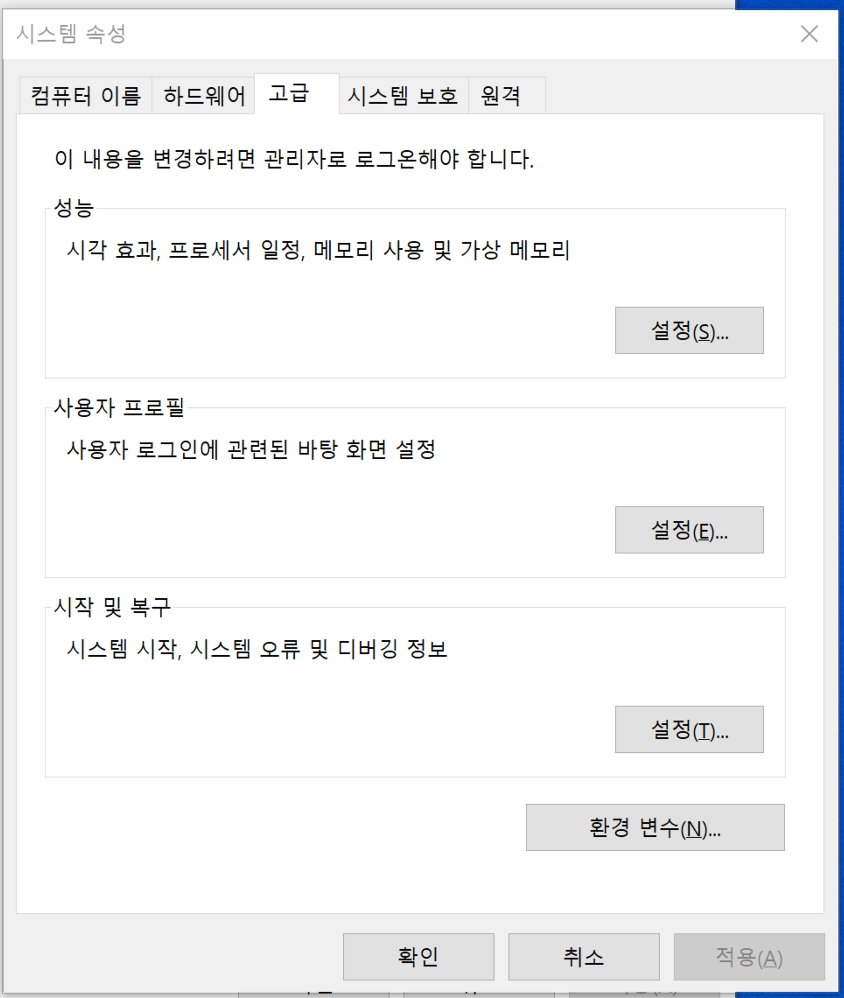 시스템 속성
컴퓨터 이름 하드웨어 고급 시스템 보호 원격
이 내용을 변경하려면 관리자로 로그온해야 합니다.
성능
시각 효과, 프로세서 일정, 메모리 사용 및 가상 메모리
설정(S)...
사용자 프로필
사용자 로그인에 관련된 바탕 화면 설정
설정(E)...
시작 및 복구
시스템 시작, 시스템 오류 및 디버깅 정보
설정(T)...
환경 변수(N)...
확인 취소 적용(A)